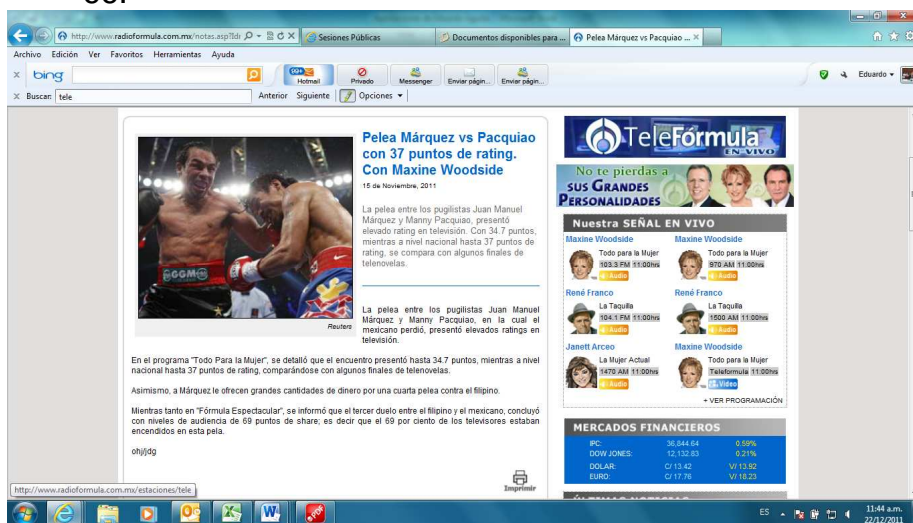 http://www.radioformula.com.mx/notas.asp?Idn
Sesiones Públicas
Documentos disponibles para ...
Pelea Márquez vs Pacquiao ...
Archivo Edición Ver Favoritos Herramientas Ayuda
bing
Hotmail
Privado
Messenger
Enviar págin...
Enviar págin...
Eduardo
Buscar: tele
Anterior Siguiente Opciones
Pelea Márquez vs Pacquiao
con 37 puntos de rating.
Con Maxine Woodside
15 de Noviembre, 2011
La pelea entre los pugilistas Juan Manuel
Márquez y Manny Pacquiao, presentó
elevado rating en televisión. Con 34.7 puntos,
mientras a nivel nacional hasta 37 puntos de
rating, se compara con algunos finales de
telenovelas.
GGM
Reuters
La pelea entre los pugilistas Juan Manuel
Márquez y Manny Pacquiao, en la cual el
mexicano perdió, presentó elevados ratings en
televisión.
En el programa "Todo Para la Mujer", se detalló que el encuentro presentó hasta 34.7 puntos, mientras a nivel
nacional hasta 37 puntos de rating, comparándose con algunos finales de telenovelas.
Asimismo, a Márquez le ofrecen grandes cantidades de dinero por una cuarta pelea contra el filipino.
Mientras tanto en "Fórmula Espectacular", se informó que el tercer duelo entre el filipino y el mexicano, concluyó
con niveles de audiencia de 69 puntos de share; es decir que el 69 por ciento de los televisores estaban
encendidos en esta pela.
ohj/jdg
Imprimir
TeleFórmula
EN VIVO
No te pierdas a
SUS GRANDES
PERSONALIDADES
Nuestra SEÑAL EN VIVO
Maxine Woodside
Todo para la Mujer
103.3 FM 11:00hrs
Audio
Maxine Woodside
Todo para la Mujer
970 AM 11:00hrs
Audio
René Franco
La Taquilla
104.1 FM 11:00hrs
Audio
René Franco
La Taquilla
1500 AM 11:00hrs
Audio
Janett Arceo
La Mujer Actual
1470 AM 11:00hrs
Audio
Maxine Woodside
Todo para la Mujer
Teleformula 11:00hrs
Video
+ VER PROGRAMACIÓN
MERCADOS FINANCIEROS
IPC: 36,844.64 0.59%
DOW JONES: 12,132.83 0.21%
DOLAR: C/ 13.42 V/ 13.92
EURO: C/ 17.76 V/ 18.23
http://www.radioformula.com.mx/estaciones/tele
ES
11:44 a.m.
22/12/2011